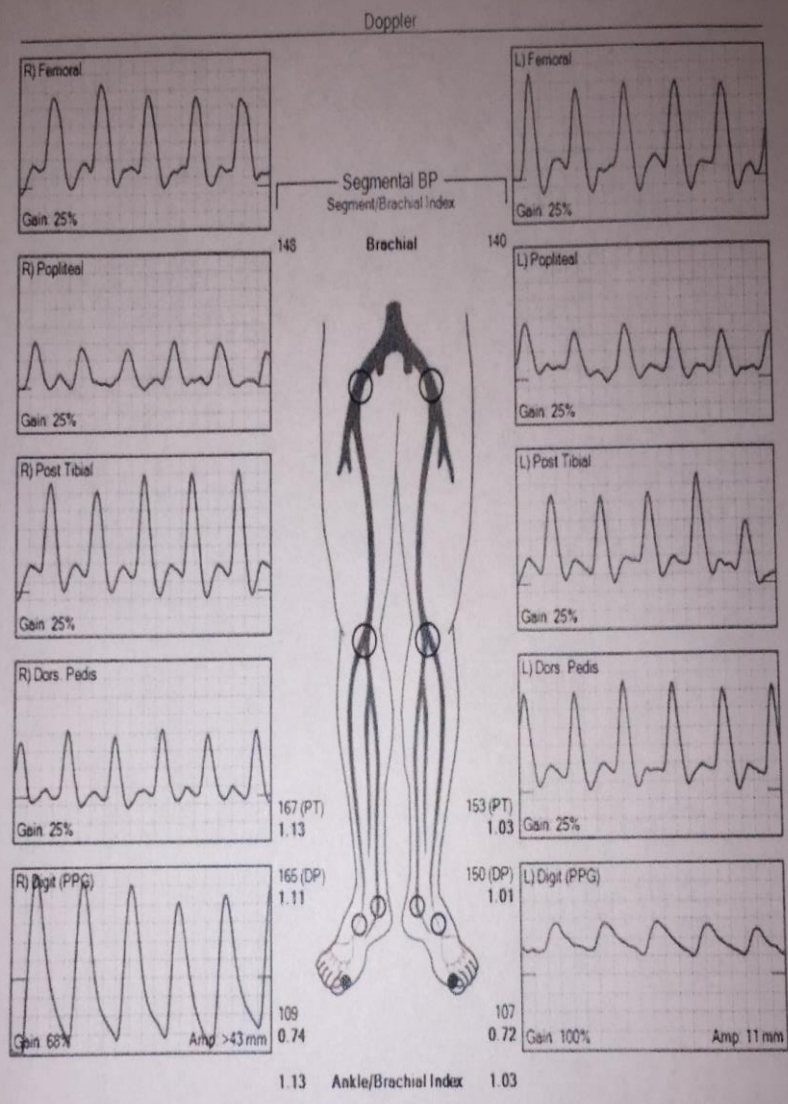 Doppler
R) Femoral
Gain 25%
L) Femoral
Gain 25%
Segmental BP
Segment/Brachial Index
148 Brachial 140
R) Popliteal
Gain 25%
L) Popliteal
Gain 25%
R) Post Tibial
Gain 25%
L) Post Tibial
Gain 25%
R) Dors. Pedis
Gain 25%
L) Dors. Pedis
Gain 25%
167 (PT)
1.13
153 (PT)
1.03
165 (DP)
1.11
150 (DP)
1.01
R) Digit (PPG)
Gain 68% Amp >43 mm
L) Digit (PPG)
Gain 100% Amp 11 mm
109
0.74
107
0.72
1.13 Ankle/Brachial Index 1.03